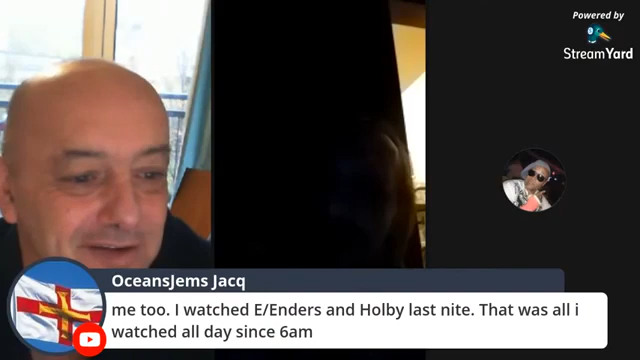 Powered by
StreamYard
OceansJems Jacq
me too. I watched E/Enders and Holby last nite. That was all i
watched all day since 6am